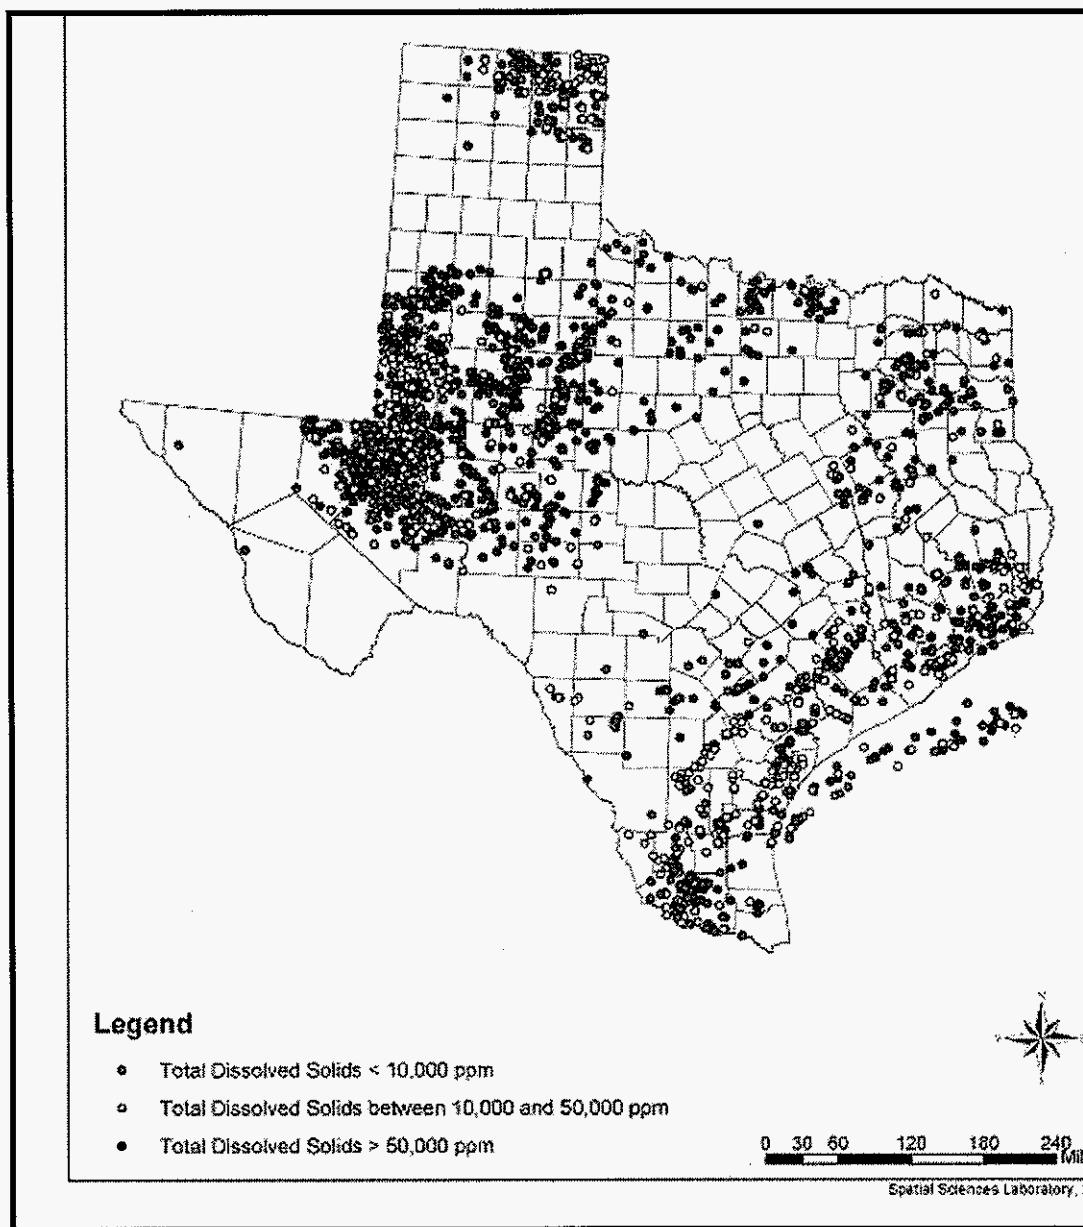 Legend
Total Dissolved Solids < 10,000 ppm
Total Dissolved Solids between 10,000 and 50,000 ppm
Total Dissolved Solids > 50,000 ppm
0 30 60 120 180 240
Mil
Spatial Sciences Laboratory,